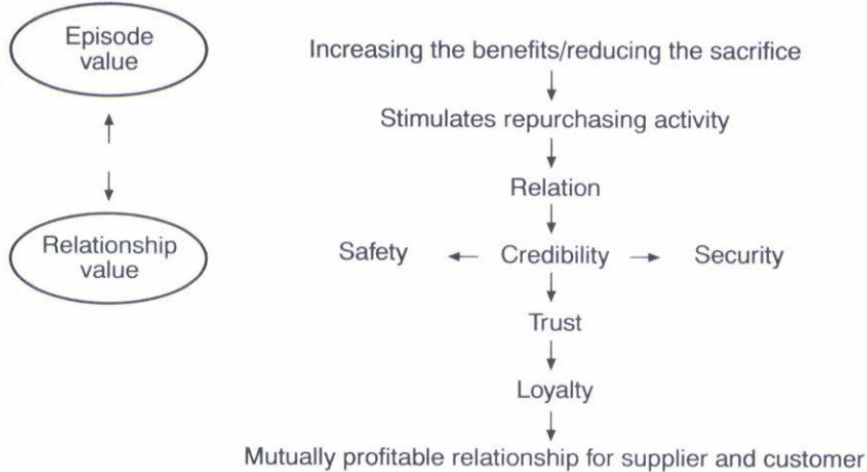 Episode
value
Increasing the benefits/reducing the sacrifice
Stimulates repurchasing activity
Relation
Relationship
value
Safety
Credibility
Security
Trust
Loyalty
Mutually profitable relationship for supplier and customer